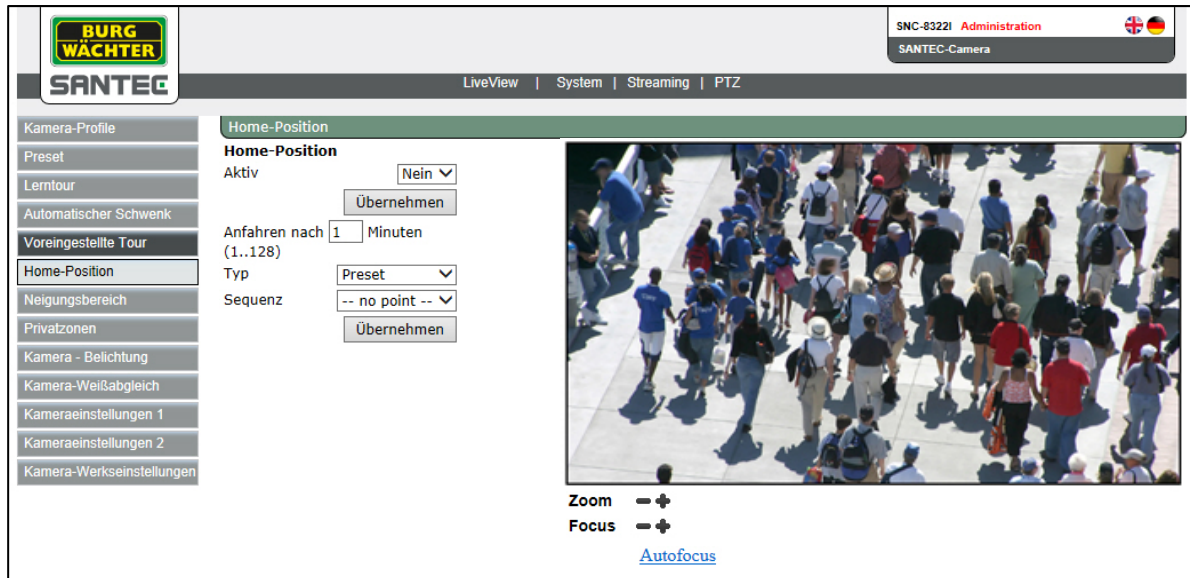 BURG
WÄCHTER
SANTEC
SNC-8322I Administration
SANTEC-Camera
LiveView | System | Streaming | PTZ
Kamera-Profile
Preset
Lerntour
Automatischer Schwenk
Voreingestellte Tour
Home-Position
Neigungsbereich
Privatzonen
Kamera - Belichtung
Kamera-Weißabgleich
Kameraeinstellungen 1
Kameraeinstellungen 2
Kamera-Werkseinstellungen
Home-Position
Home-Position
Aktiv Nein
Übernehmen
Anfahren nach 1 Minuten
(1..128)
Typ Preset
Sequenz -- no point --
Übernehmen
Zoom
Focus
Autofocus